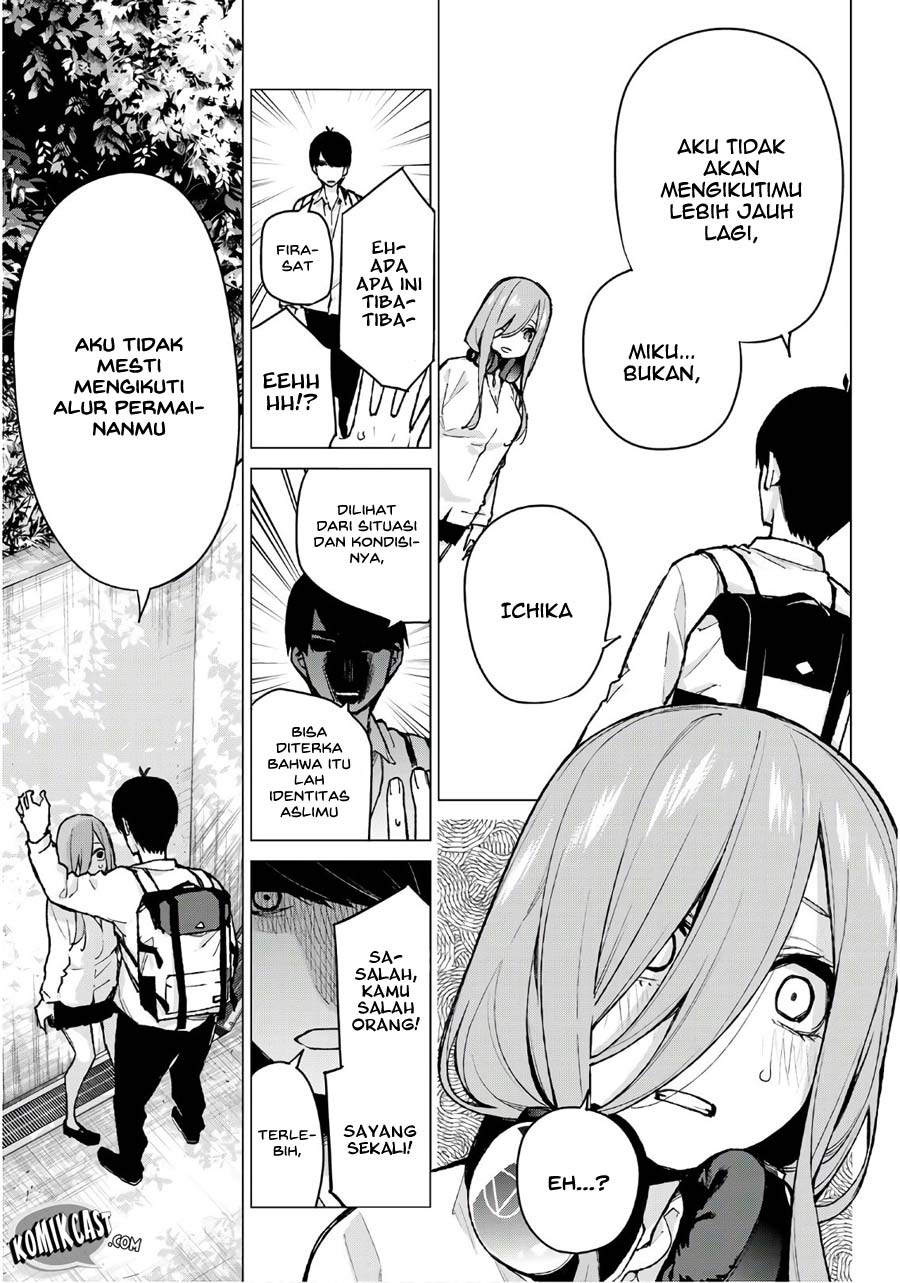 AKU TIDAK
AKAN
MENGIKUTIMU
LEBIH JAUH
LAGI,
MIKU...
BUKAN,
ICHIKA
EH...?
EH-
ADA
APA INI
TIBA-
TIBA-
FIRA-
SAT
EEHH
HH!?
DILIHAT
DARI SITUASI
DAN KONDISI-
NYA,
BISA
DITERKA
BAHWA ITU
LAH
IDENTITAS
ASLIMU
SA-
SALAH,
KAMU
SALAH
ORANG!
SAYANG
SEKALI!
TERLE-
BIH,
AKU TIDAK
MESTI
MENGIKUTI
ALUR PERMAI-
NANMU
KOMIKCAST.COM